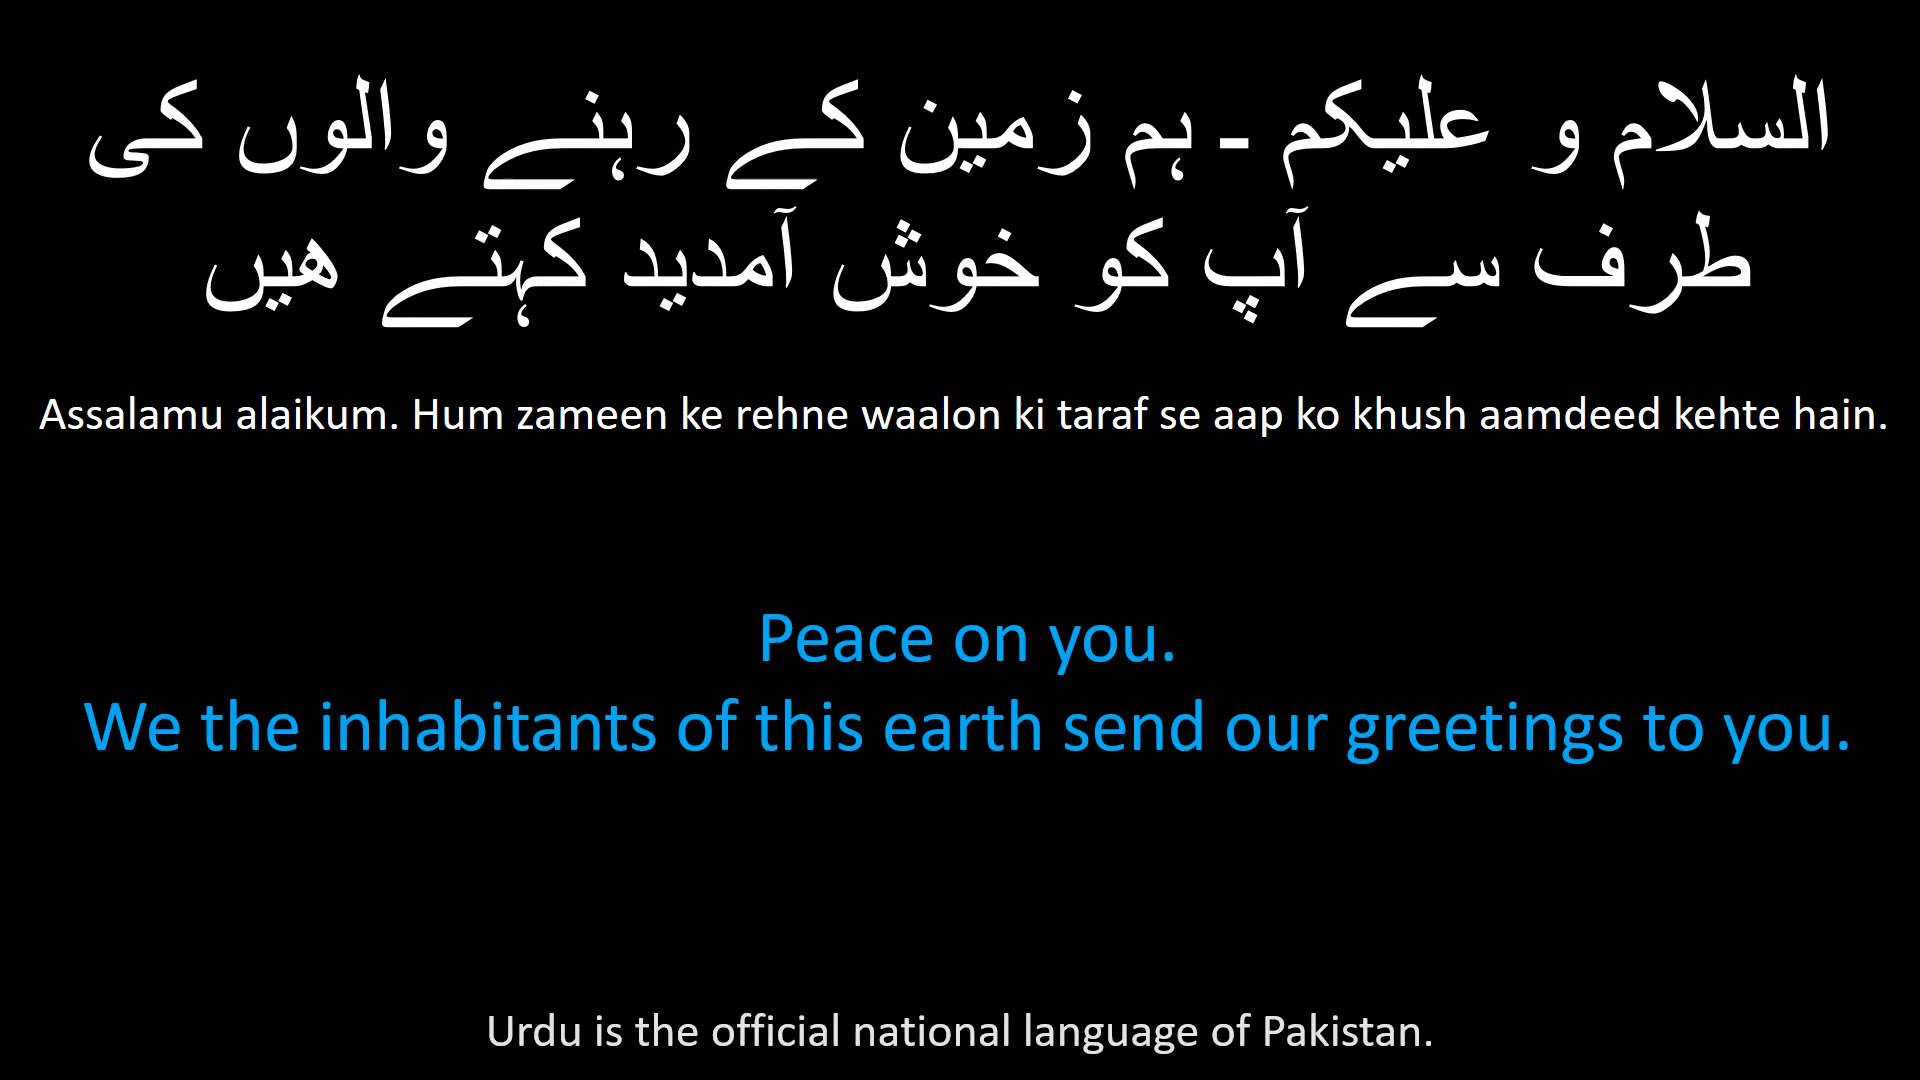 السلام و علیکم ـ ہم زمین کے رہنے والوں کی
طرف سے آپ کو خوش آمدید کہتے ھیں
Assalamu alaikum. Hum zameen ke rehne waalon ki taraf se aap ko khush aamdeed kehte hain.
Peace on you.
We the inhabitants of this earth send our greetings to you.
Urdu is the official national language of Pakistan.